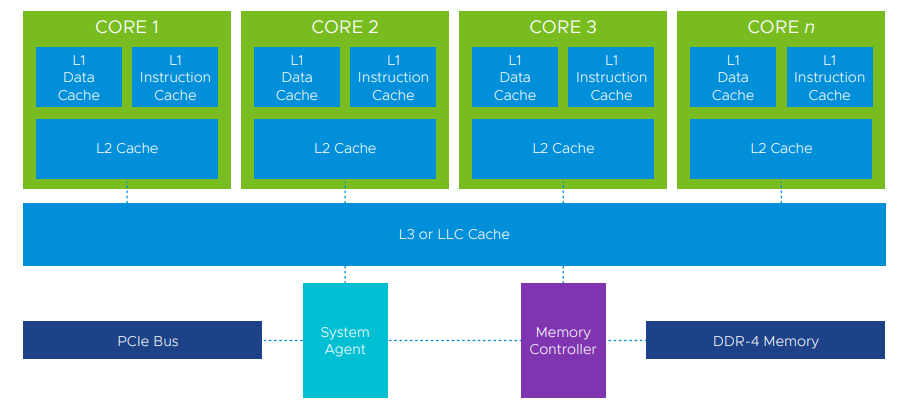 CORE 1
CORE 2
CORE 3
CORE n
L1
Data
Cache
L1
Instruction
Cache
L1
Data
Cache
L1
Instruction
Cache
L1
Data
Cache
L1
Instruction
Cache
L1
Data
Cache
L1
Instruction
Cache
L2 Cache
L2 Cache
L2 Cache
L2 Cache
L3 or LLC Cache
PCIe Bus
System
Agent
Memory
Controller
DDR-4 Memory